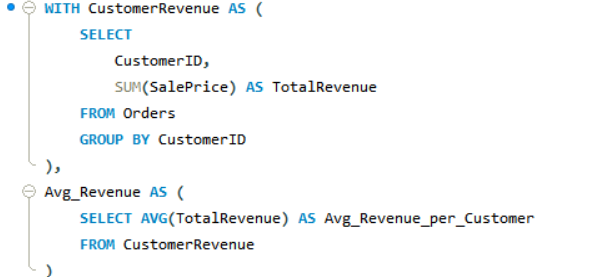 WITH CustomerRevenue AS (
SELECT
CustomerID,
SUM(SalePrice) AS TotalRevenue
FROM Orders
GROUP BY CustomerID
),
Avg_Revenue AS (
SELECT AVG(TotalRevenue) AS Avg_Revenue_per_Customer
FROM CustomerRevenue
)